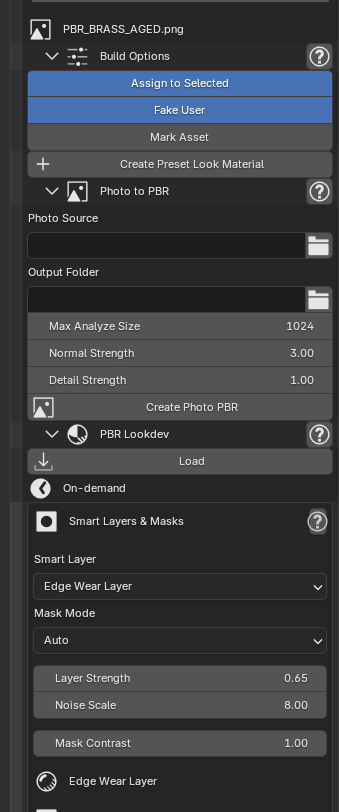 PBR_BRASS_AGED.png
Build Options
?
Assign to Selected
Fake User
Mark Asset
+ Create Preset Look Material
Photo to PBR
?
Photo Source
Output Folder
Max Analyze Size 1024
Normal Strength 3.00
Detail Strength 1.00
Create Photo PBR
PBR Lookdev
?
Load
On-demand
Smart Layers & Masks
?
Smart Layer
Edge Wear Layer
Mask Mode
Auto
Layer Strength 0.65
Noise Scale 8.00
Mask Contrast 1.00
Edge Wear Layer